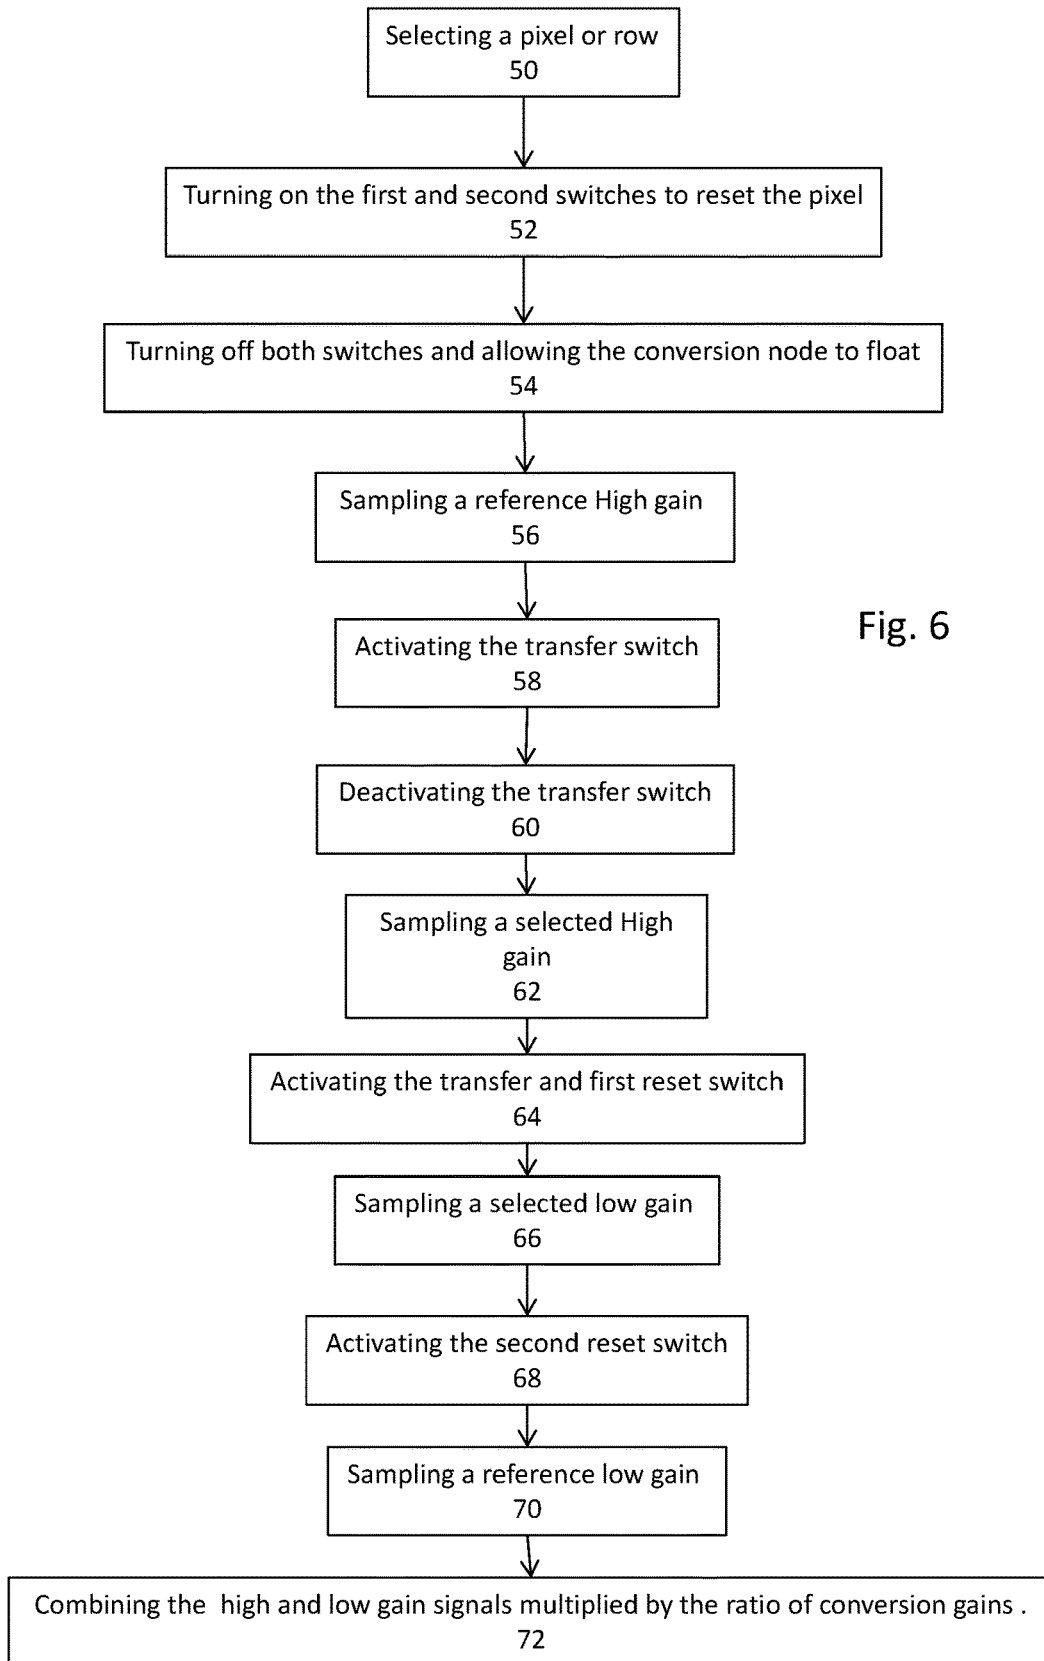 Selecting a pixel or row
50
Turning on the first and second switches to reset the pixel
52
Turning off both switches and allowing the conversion node to float
54
Sampling a reference High gain
56
Activating the transfer switch
58
Fig. 6
Deactivating the transfer switch
60
Sampling a selected High
gain
62
Activating the transfer and first reset switch
64
Sampling a selected low gain
66
Activating the second reset switch
68
Sampling a reference low gain
70
Combining the high and low gain signals multiplied by the ratio of conversion gains .
72